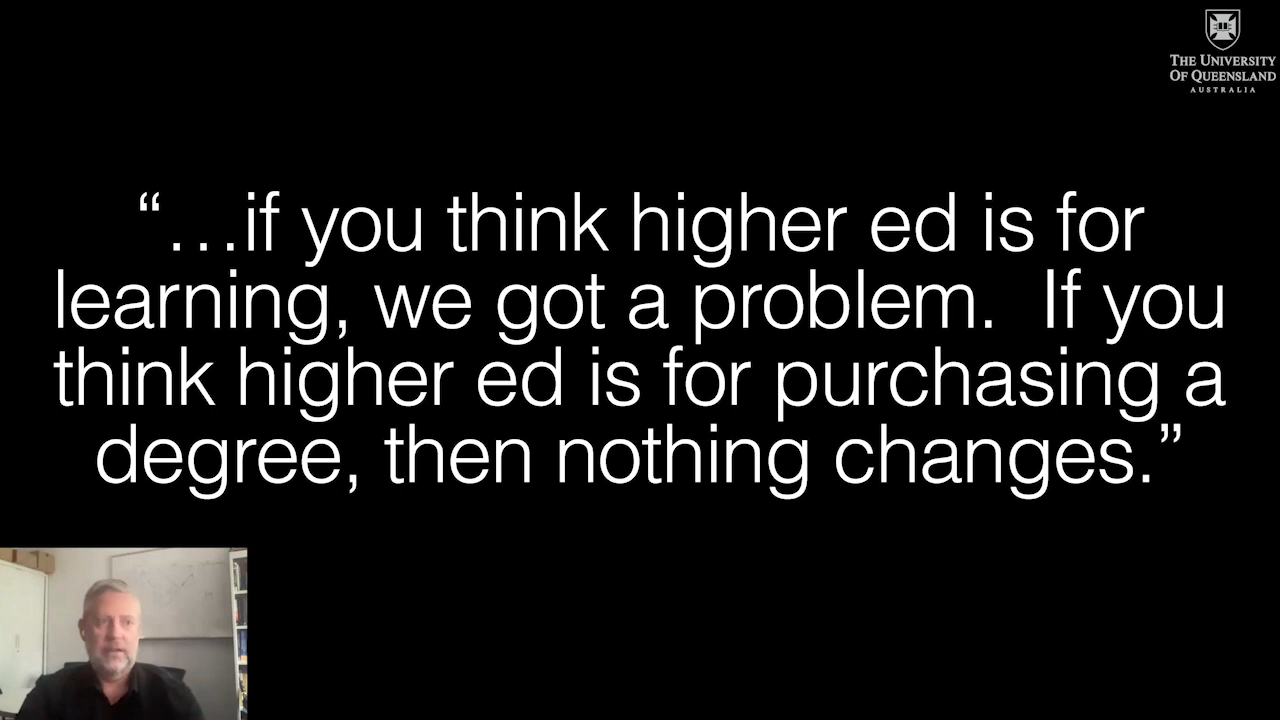 THE UNIVERSITY
OF QUEENSLAND
AUSTRALIA
“…if you think higher ed is for
learning, we got a problem.  If you
think higher ed is for purchasing a
degree, then nothing changes.”